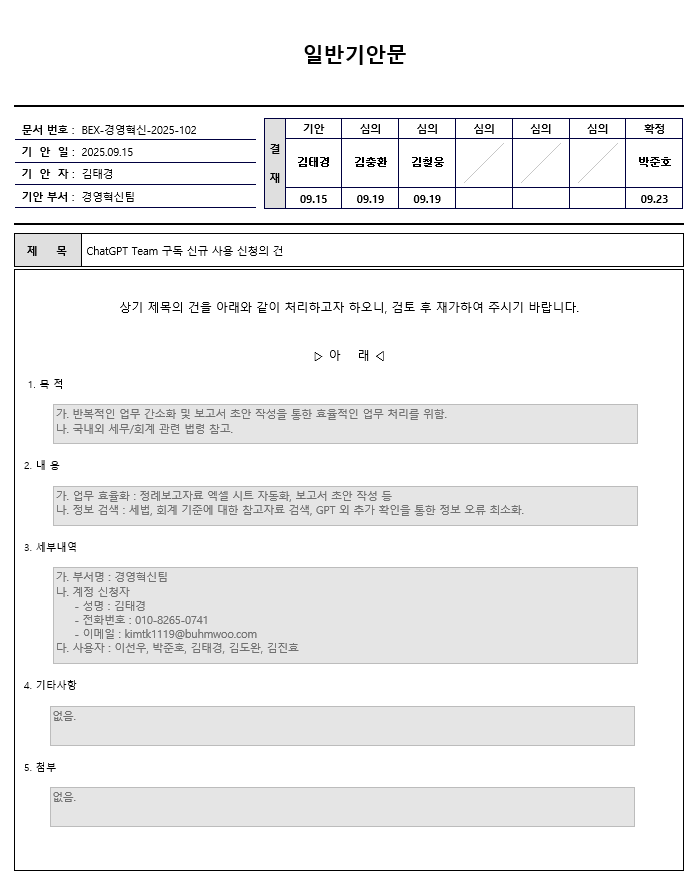 일반기안문
문서 번호 : BEX-경영혁신-2025-102
기 안 일 : 2025.09.15
기 안 자 : 김태경
기안 부서 : 경영혁신팀
결 재
기안 심의 심의 심의 심의 심의 확정
김태경 김충환 김철웅 박준호
09.15 09.19 09.19 09.23
제 목 ChatGPT Team 구독 신규 사용 신청의 건
상기 제목의 건을 아래와 같이 처리하고자 하오니, 검토 후 재가하여 주시기 바랍니다.
▷ 아 래 ◁
1. 목 적
가. 반복적인 업무 간소화 및 보고서 초안 작성을 통한 효율적인 업무 처리를 위함.
나. 국내외 세무/회계 관련 법령 참고.
2. 내 용
가. 업무 효율화 : 정례보고자료 엑셀 시트 자동화, 보고서 초안 작성 등
나. 정보 검색 : 세법, 회계 기준에 대한 참고자료 검색, GPT 외 추가 확인을 통한 정보 오류 최소화.
3. 세부내역
가. 부서명 : 경영혁신팀
나. 계정 신청자
- 성명 : 김태경
- 전화번호 : 010-8265-0741
- 이메일 : kimtk1119@buhmwoo.com
다. 사용자 : 이선우, 박준호, 김태경, 김도완, 김진효
4. 기타사항
없음.
5. 첨부
없음.